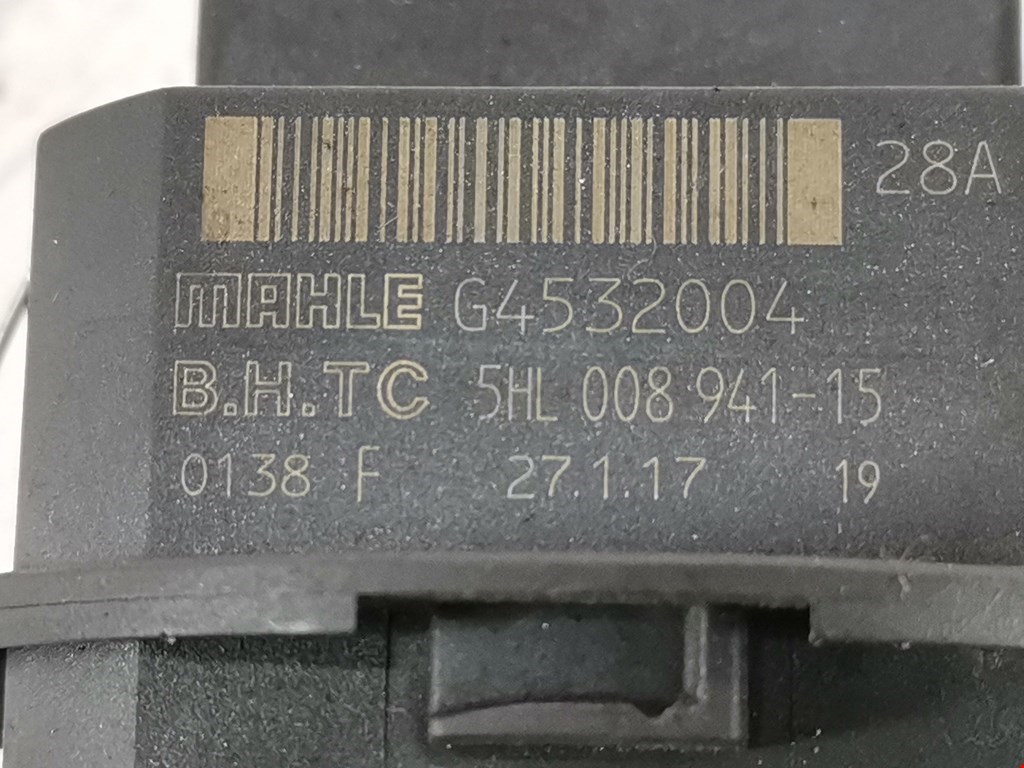 28A
MAHLE G4532004
B.H.TC 5HL 008 941-15
0138 F 27.1.17 19